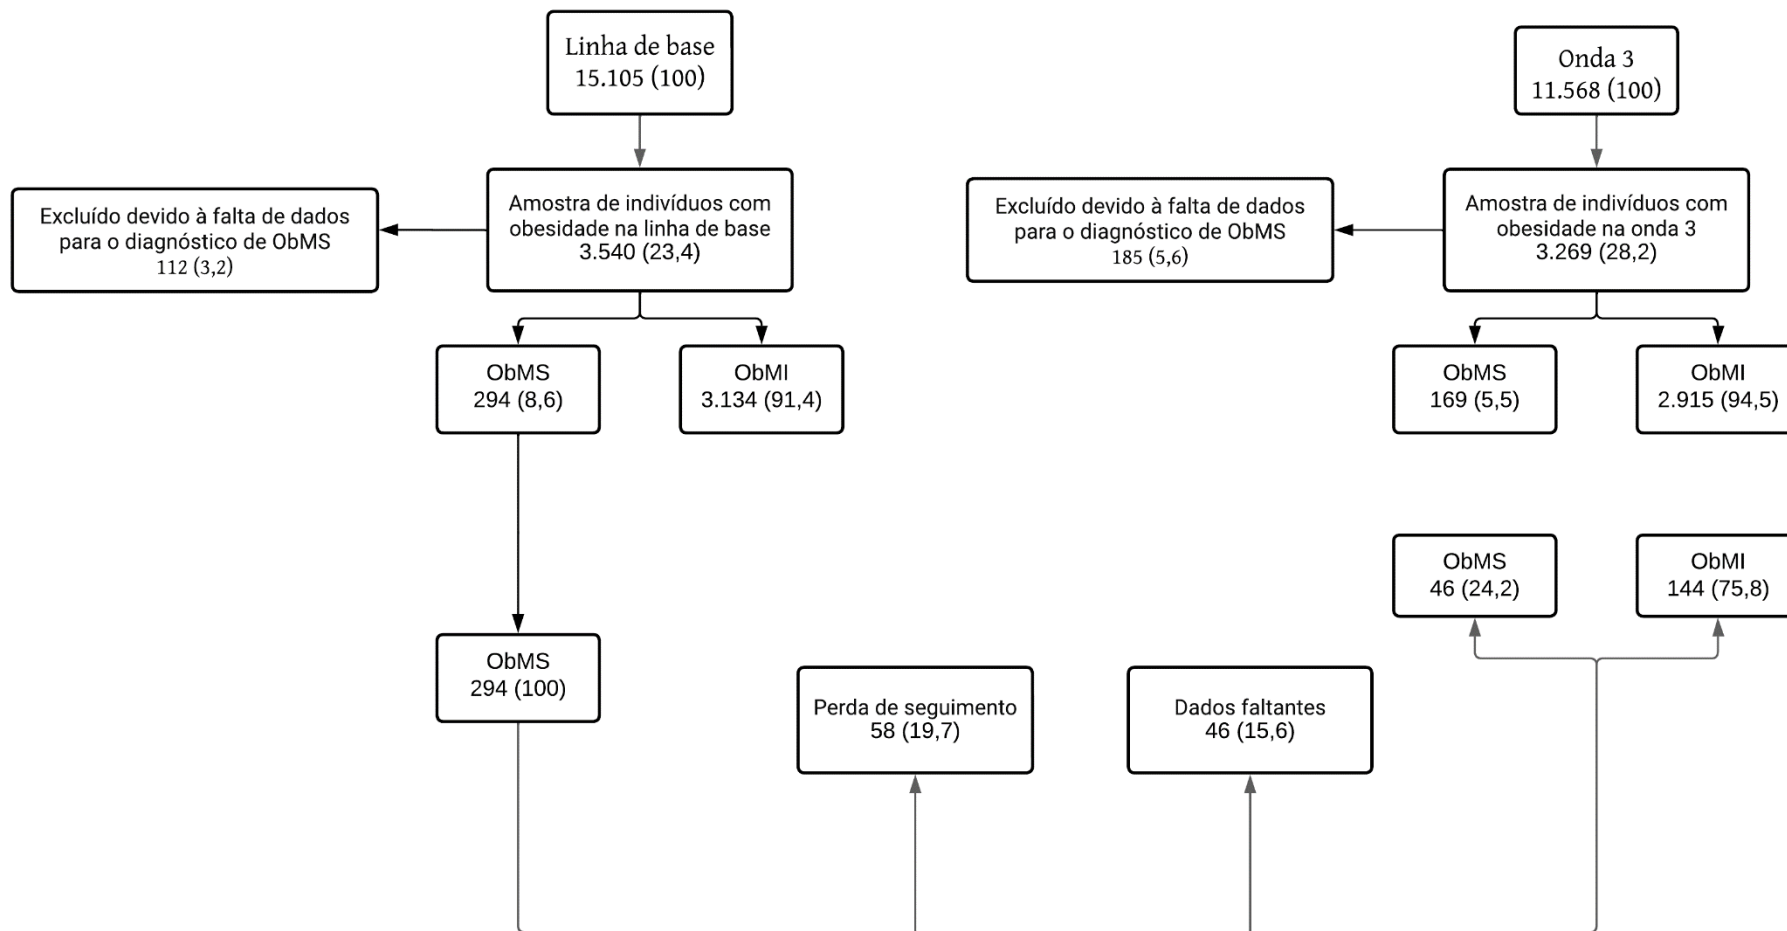 Linha de base
15.105 (100)
Onda 3
11.568 (100)
Excluído devido à falta de dados
para o diagnóstico de ObMS
112 (3,2)
Amostra de indivíduos com
obesidade na linha de base
3.540 (23,4)
Excluído devido à falta de dados
para o diagnóstico de ObMS
185 (5,6)
Amostra de indivíduos com
obesidade na onda 3
3.269 (28,2)
ObMS
294 (8,6)
ObMI
3.134 (91,4)
ObMS
169 (5,5)
ObMI
2.915 (94,5)
ObMS
46 (24,2)
ObMI
144 (75,8)
ObMS
294 (100)
Perda de seguimento
58 (19,7)
Dados faltantes
46 (15,6)